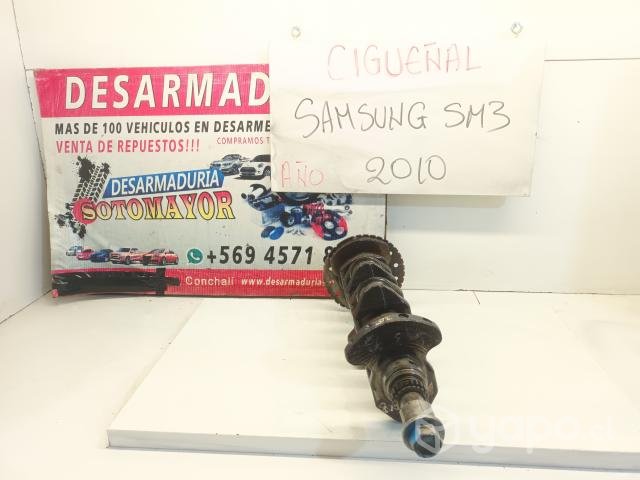 CIGUEÑAL
SAMSUNG SM3
AÑO 2010
DESARMAD
MAS DE 100 VEHICULOS EN DESARME
VENTA DE REPUESTOS!!!
COMPRAMOS T
DESARMADURIA
SOTOMAYOR
+569 4571
Conchalí www.desarmaduria
yapo.cl